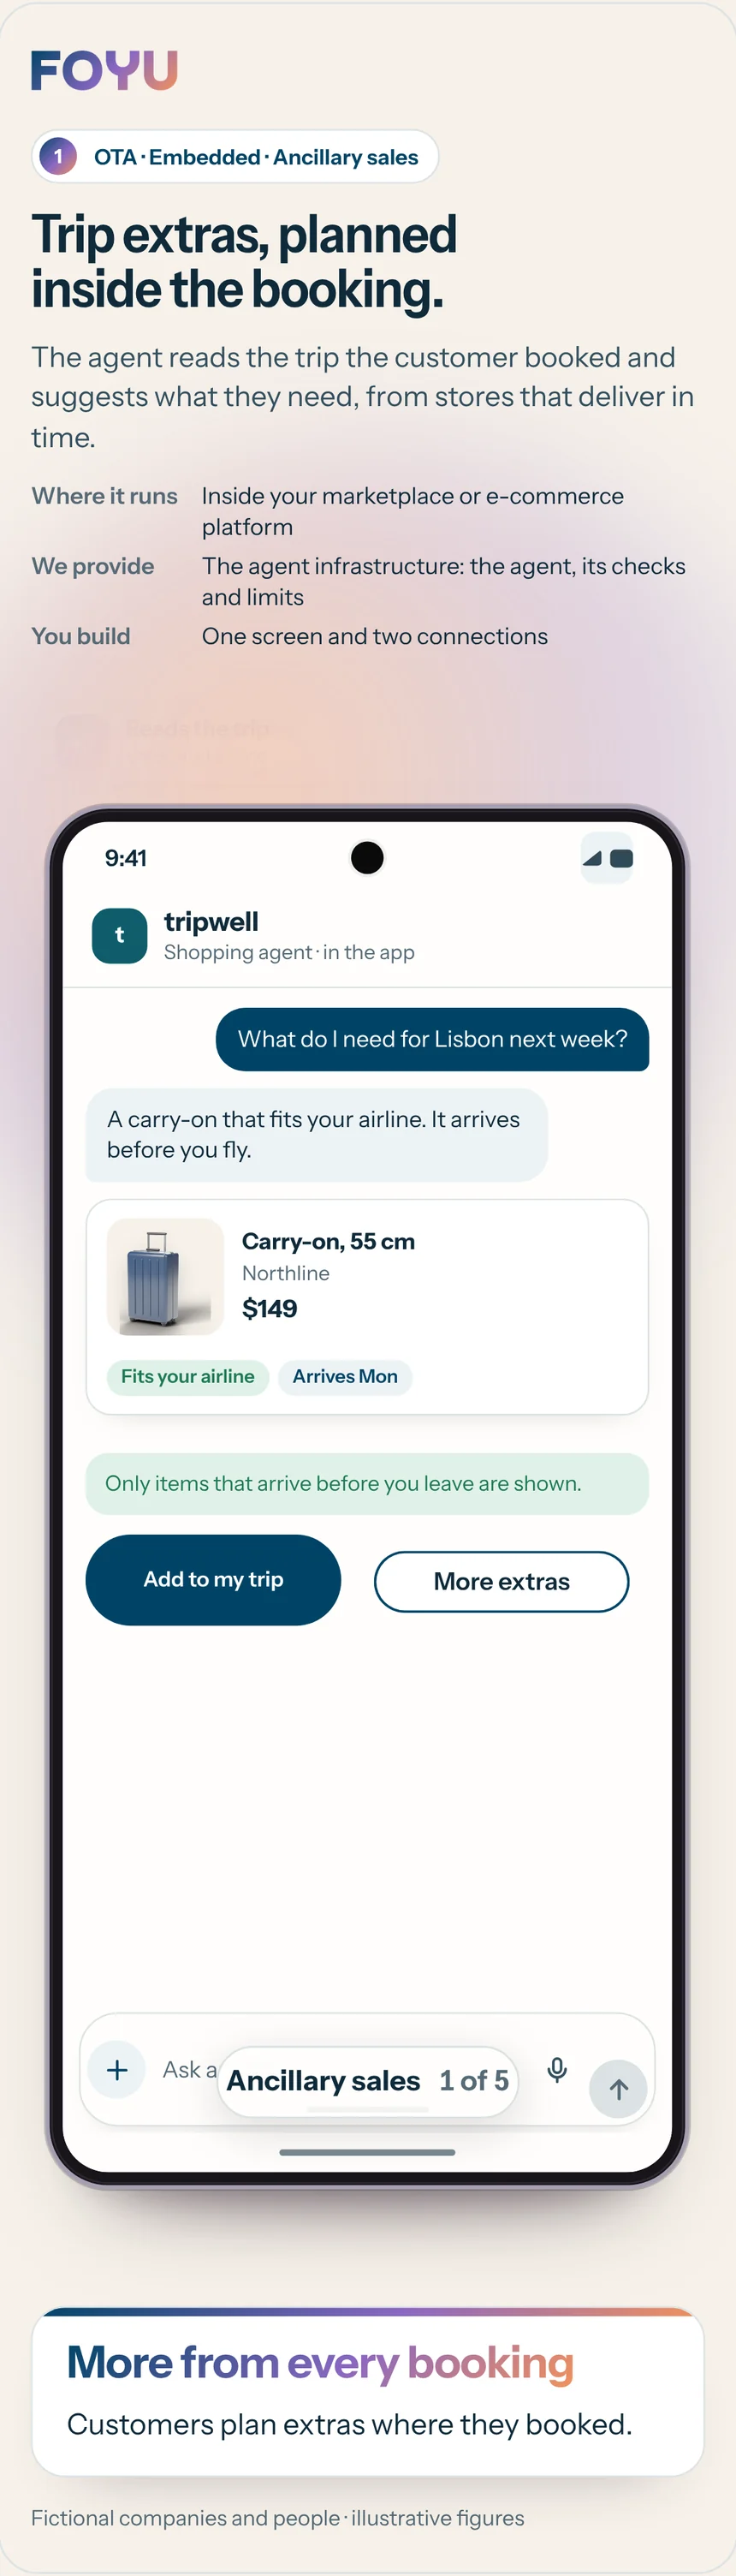 FOYU
1 OTA · Embedded · Ancillary sales
Trip extras, planned
inside the booking.
The agent reads the trip the customer booked and
suggests what they need, from stores that deliver in
time.
Where it runs Inside your marketplace or e-commerce
platform
We provide The agent infrastructure: the agent, its checks
and limits
You build One screen and two connections
Reads the trip
9:41
t tripwell
Shopping agent · in the app
What do I need for Lisbon next week?
A carry-on that fits your airline. It arrives
before you fly.
Carry-on, 55 cm
Northline
$149
Fits your airline Arrives Mon
Only items that arrive before you leave are shown.
Add to my trip More extras
Ask a
Ancillary sales 1 of 5
More from every booking
Customers plan extras where they booked.
Fictional companies and people · illustrative figures